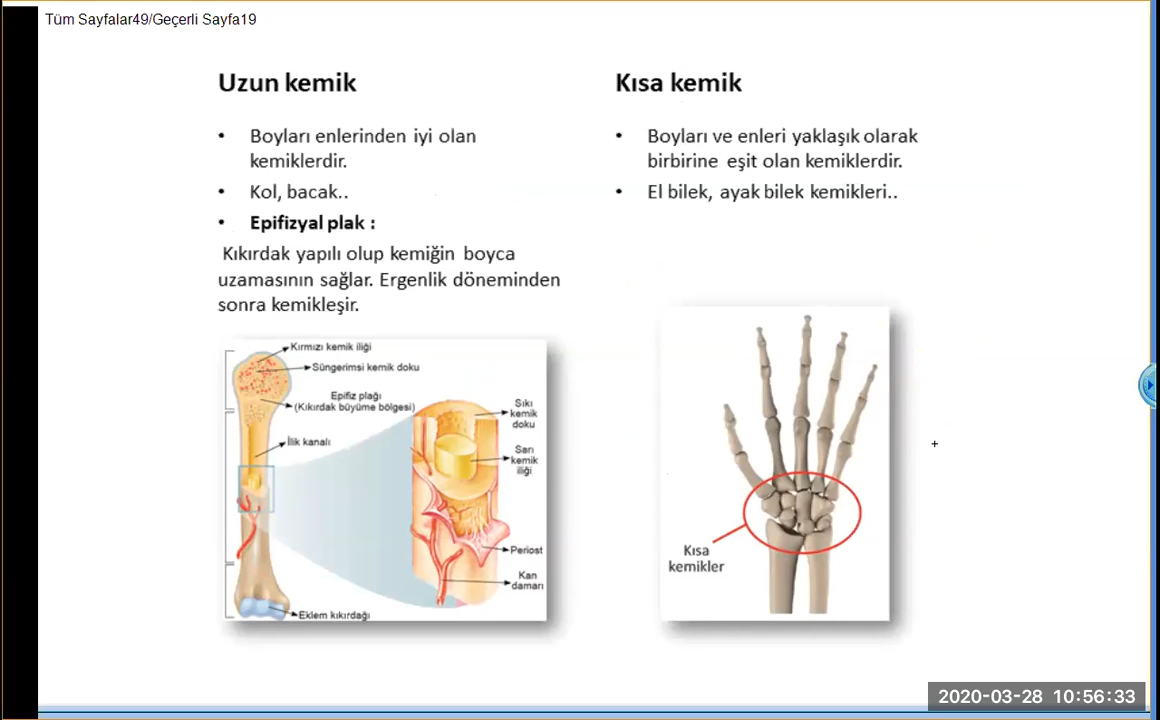 Tüm Sayfalar49/Geçerli Sayfa19
Uzun kemik
• Boyları enlerinden iyi olan
kemiklerdir.
• Kol, bacak..
• Epifizyal plak :
Kıkırdak yapılı olup kemiğin boyca
uzamasının sağlar. Ergenlik döneminden
sonra kemikleşir.
Kırmızı kemik iliği
Süngerimsi kemik doku
Epifiz plağı
(Kıkırdak büyüme bölgesi)
İlik kanalı
Sıkı
kemik
doku
Sarı
kemik
iliği
Periost
Kan
damarı
Eklem kıkırdağı
Kısa kemik
• Boyları ve enleri yaklaşık olarak
birbirine eşit olan kemiklerdir.
• El bilek, ayak bilek kemikleri..
Kısa
kemikler
2020-03-28 10:56:33